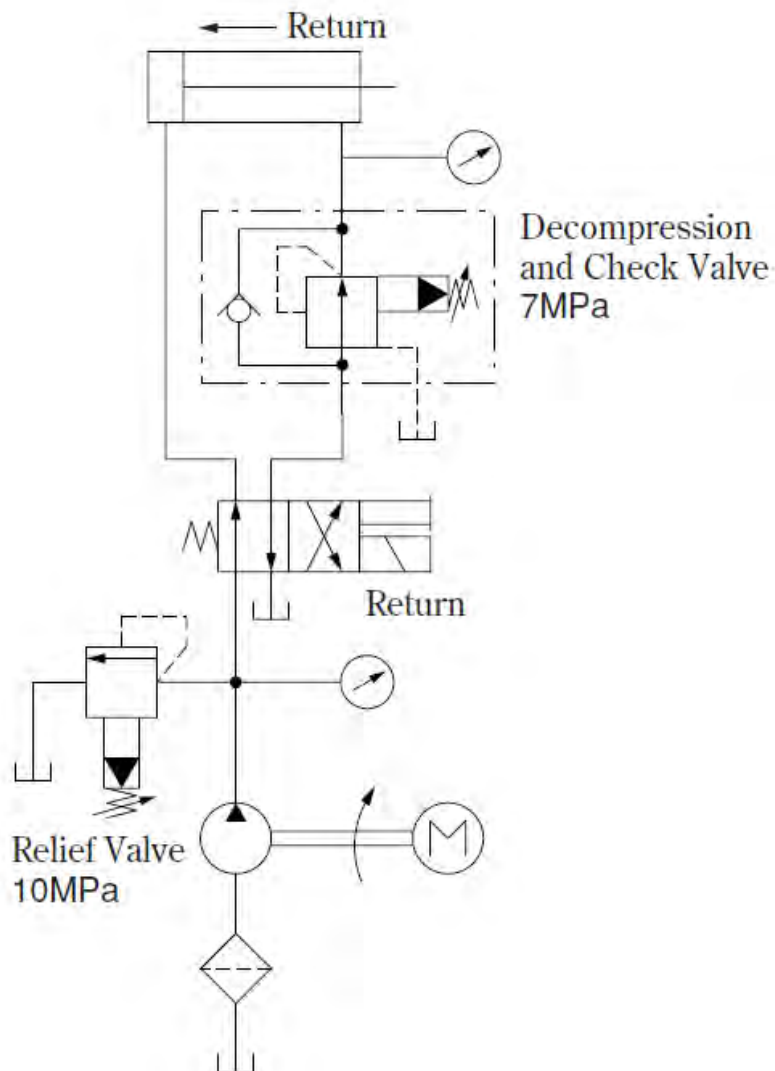 Return
Decompression
and Check Valve
7MPa
Return
Relief Valve
10MPa
M